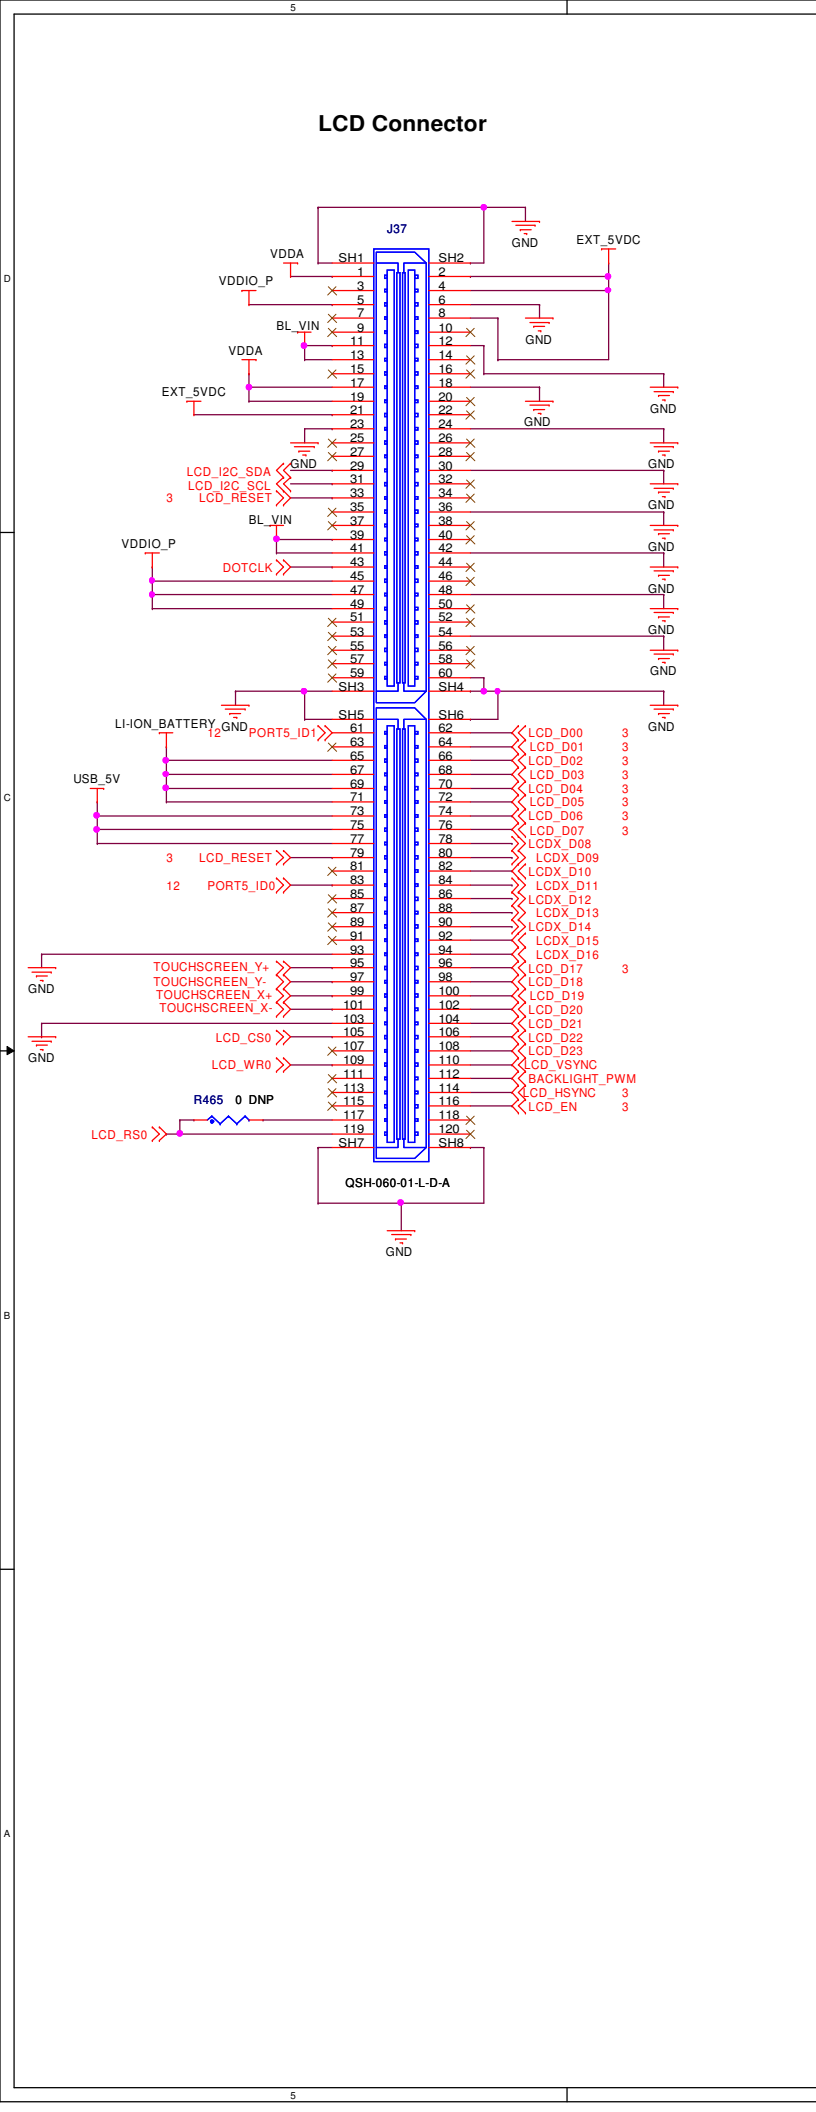 5
LCD Connector
J37
GND
EXT_5VDC
D
VDDA
SH1 SH2
1 2
VDDIO_P
3 4
5 6
7 8
GND
BL_VIN
9 10
11 12
13 14
VDDA
15 16
17 18
GND GND
EXT_5VDC
19 20
21 22
23 24
GND
25 26
GND
27 28
LCD_I2C_SDA 29 30
LCD_I2C_SCL 31 32
GND
3 LCD_RESET 33 34
35 36
BL_VIN
37 38
GND
39 40
VDDIO_P
41 42
DOTCLK 43 44
GND
45 46
47 48
49 50
GND
51 52
53 54
55 56
GND
57 58
59 60
SH3 SH4
GND GND
SH5 SH6
LI-ION_BATTERY
12 PORT5_ID1 61 62 LCD_D00 3
63 64 LCD_D01 3
65 66 LCD_D02 3
USB_5V
67 68 LCD_D03 3
69 70 LCD_D04 3
C
71 72 LCD_D05 3
73 74 LCD_D06 3
75 76 LCD_D07 3
77 78 LCDX_D08
3 LCD_RESET 79 80 LCDX_D09
81 82 LCDX_D10
12 PORT5_ID0 83 84 LCDX_D11
85 86 LCDX_D12
87 88 LCDX_D13
89 90 LCDX_D14
91 92 LCDX_D15
93 94 LCDX_D16
GND
TOUCHSCREEN_Y+ 95 96 LCD_D17 3
TOUCHSCREEN_Y- 97 98 LCD_D18
TOUCHSCREEN_X+ 99 100 LCD_D19
TOUCHSCREEN_X- 101 102 LCD_D20
103 104 LCD_D21
GND
LCD_CS0 105 106 LCD_D22
107 108 LCD_D23
LCD_WR0 109 110 LCD_VSYNC
111 112 BACKLIGHT_PWM
113 114 LCD_HSYNC 3
R465 0 DNP
115 116 LCD_EN 3
117 118
LCD_RS0 119 120
SH7 SH8
QSH-060-01-L-D-A
GND
B
A
5